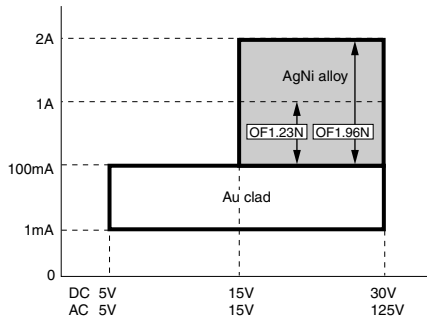 2A
AgNi alloy
1A
OF1.23N OF1.96N
100mA
Au clad
1mA
0
DC 5V 15V 30V
AC 5V 15V 125V